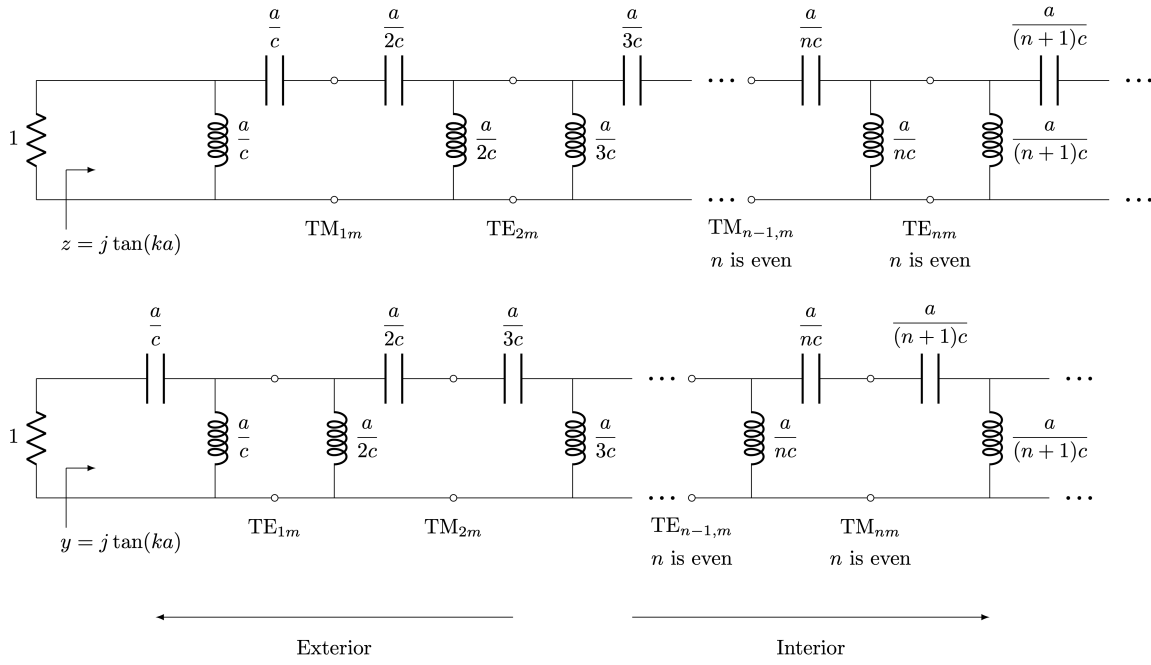 a/c a/2c a/3c a/nc a/(n+1)c
1 a/c a/2c a/3c a/nc a/(n+1)c
z = j tan(ka)
TM₁ₘ TE₂ₘ TMₙ₋₁,ₘ TEₙₘ
n is even n is even
a/c a/2c a/3c a/nc a/(n+1)c
1 a/c a/2c a/3c a/nc a/(n+1)c
y = j tan(ka)
TE₁ₘ TM₂ₘ TEₙ₋₁,ₘ TMₙₘ
n is even n is even
Exterior Interior